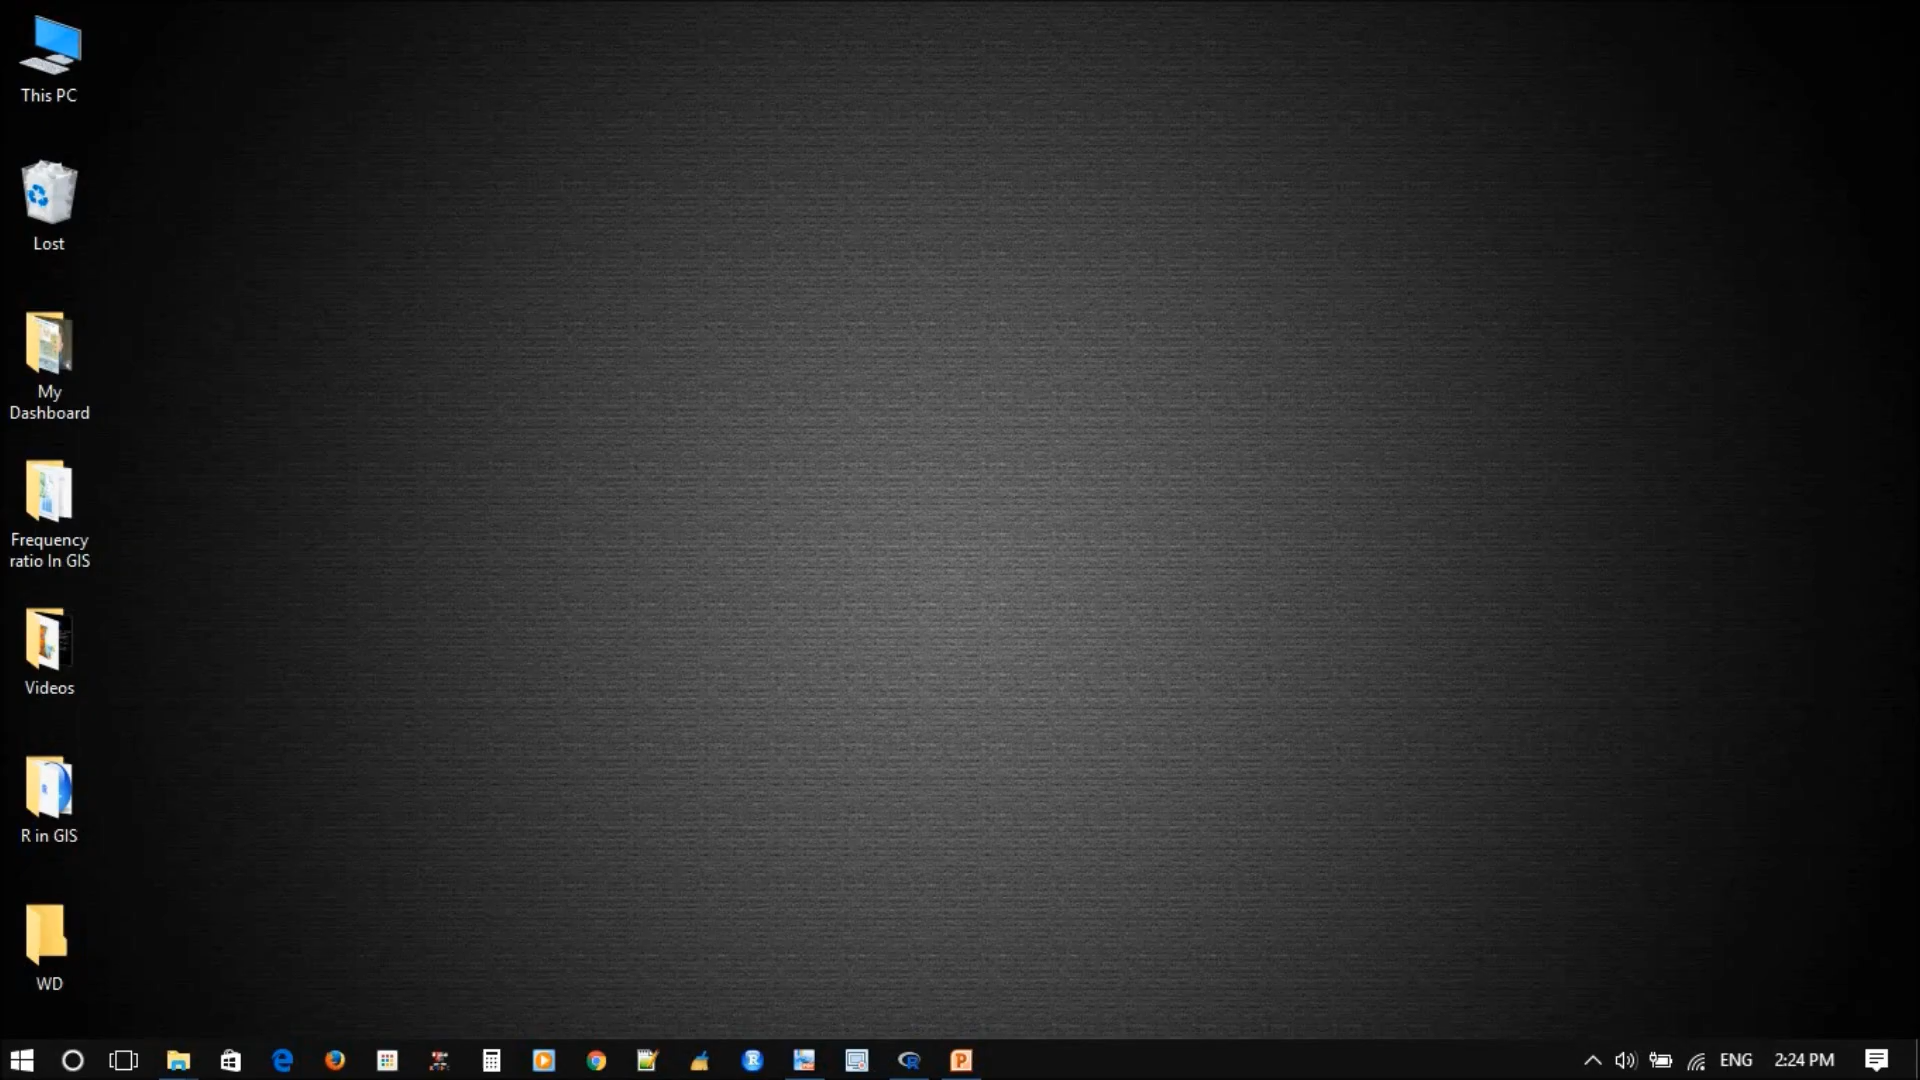 This PC
Lost
My
Dashboard
Frequency
ratio In GIS
Videos
R in GIS
WD
ENG
2:24 PM